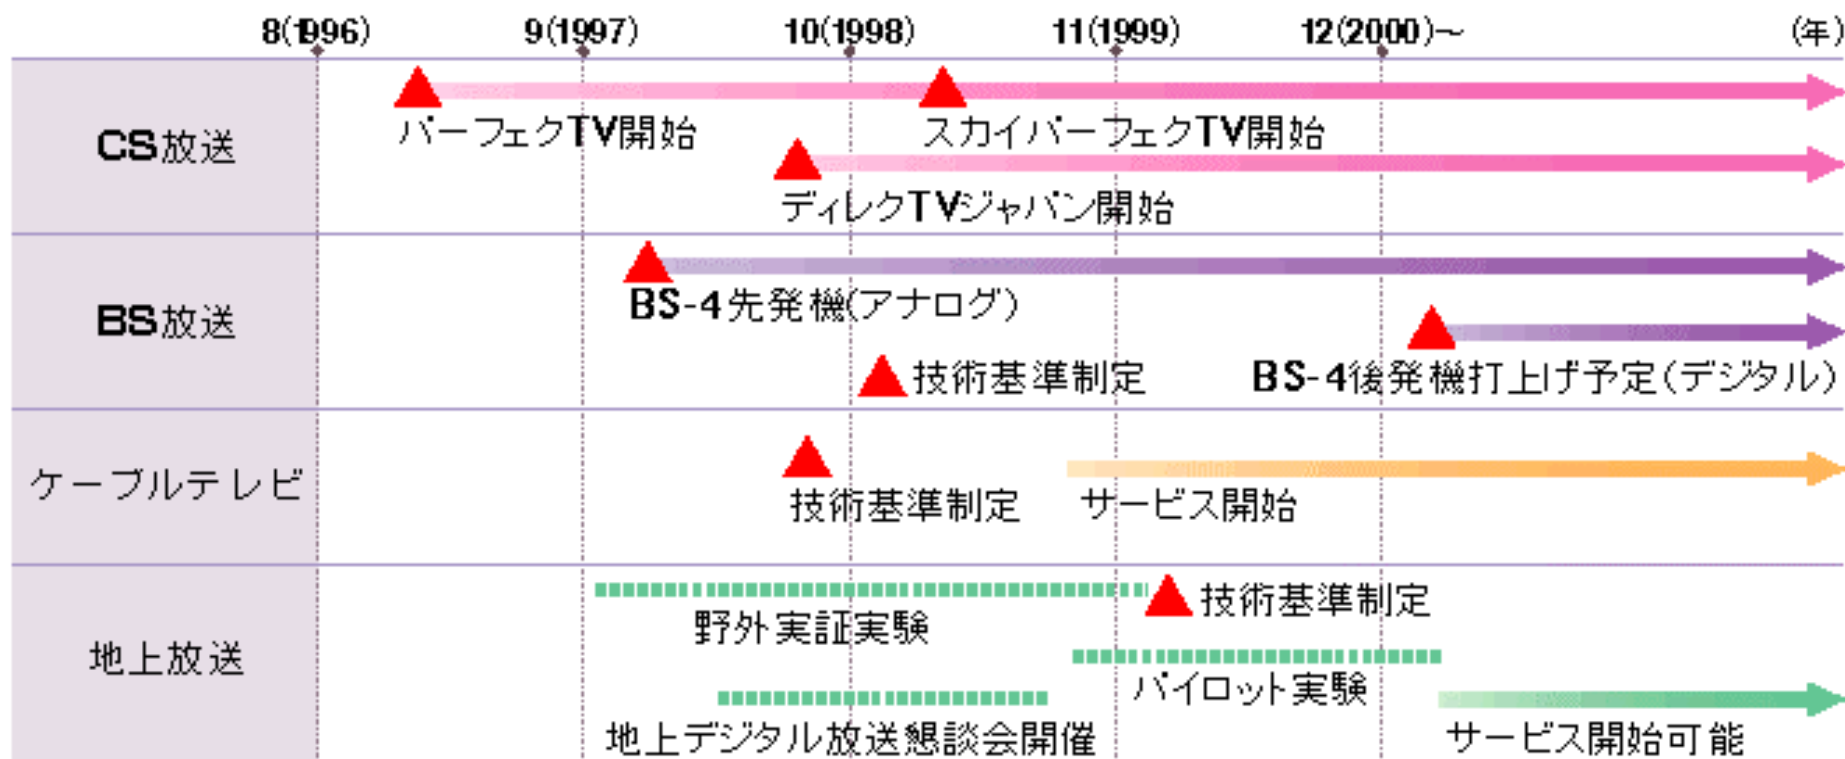 8(1996) 9(1997) 10(1998) 11(1999) 12(2000)～ (年)
CS放送
パーフェクTV開始
スカイパーフェクTV開始
ディレクTVジャパン開始
BS放送
BS-4先発機(アナログ)
技術基準制定
BS-4後発機打上げ予定(デジタル)
ケーブルテレビ
技術基準制定
サービス開始
地上放送
野外実証実験
技術基準制定
パイロット実験
地上デジタル放送懇談会開催
サービス開始可能